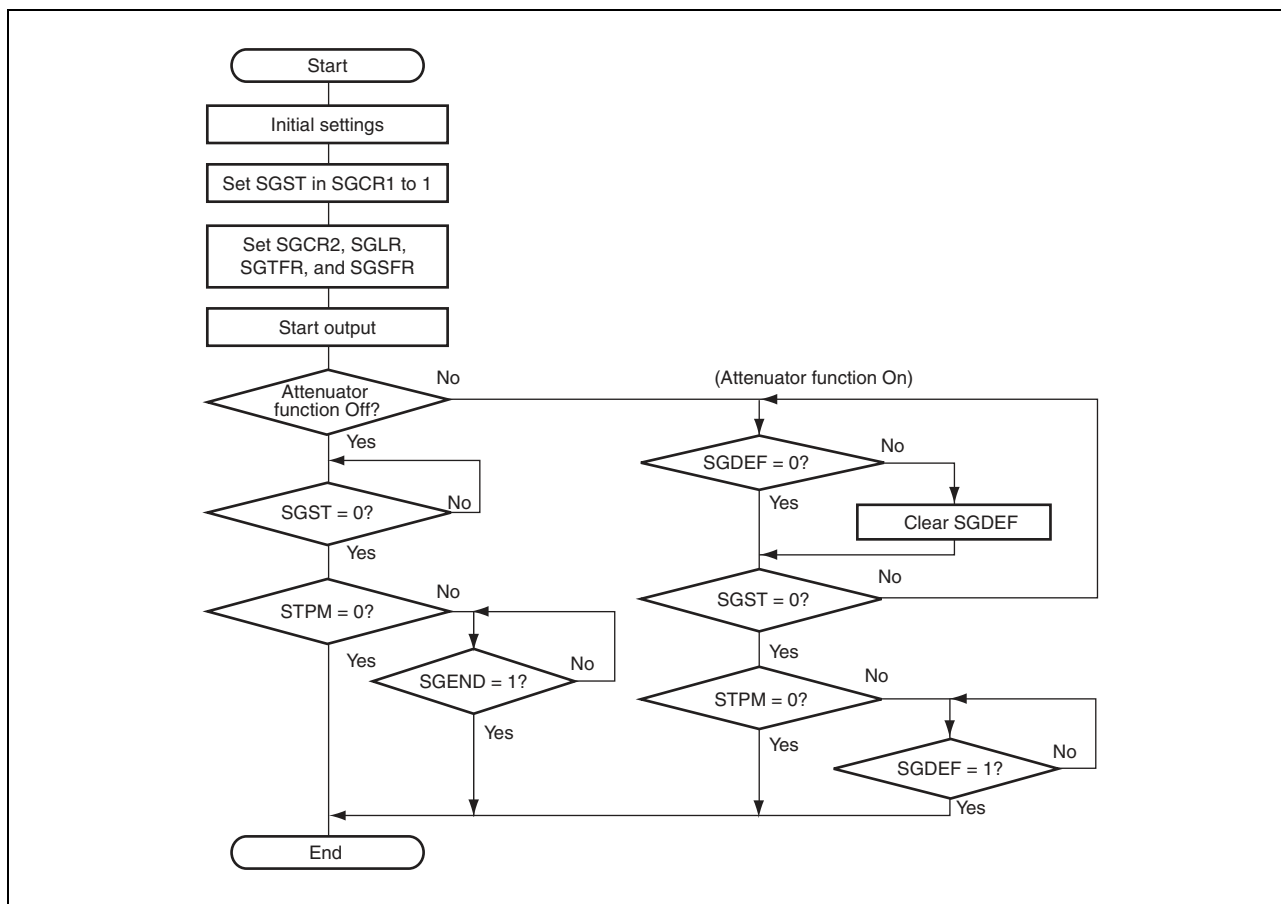 Start
Initial settings
Set SGST in SGCR1 to 1
Set SGCR2, SGLR,
SGTFR, and SGSFR
Start output
Attenuator
function Off?
No
Yes
SGST = 0?
No
Yes
STPM = 0?
No
Yes
SGEND = 1?
No
Yes
(Attenuator function On)
SGDEF = 0?
No
Yes
Clear SGDEF
SGST = 0?
No
Yes
STPM = 0?
No
Yes
SGDEF = 1?
No
Yes
End